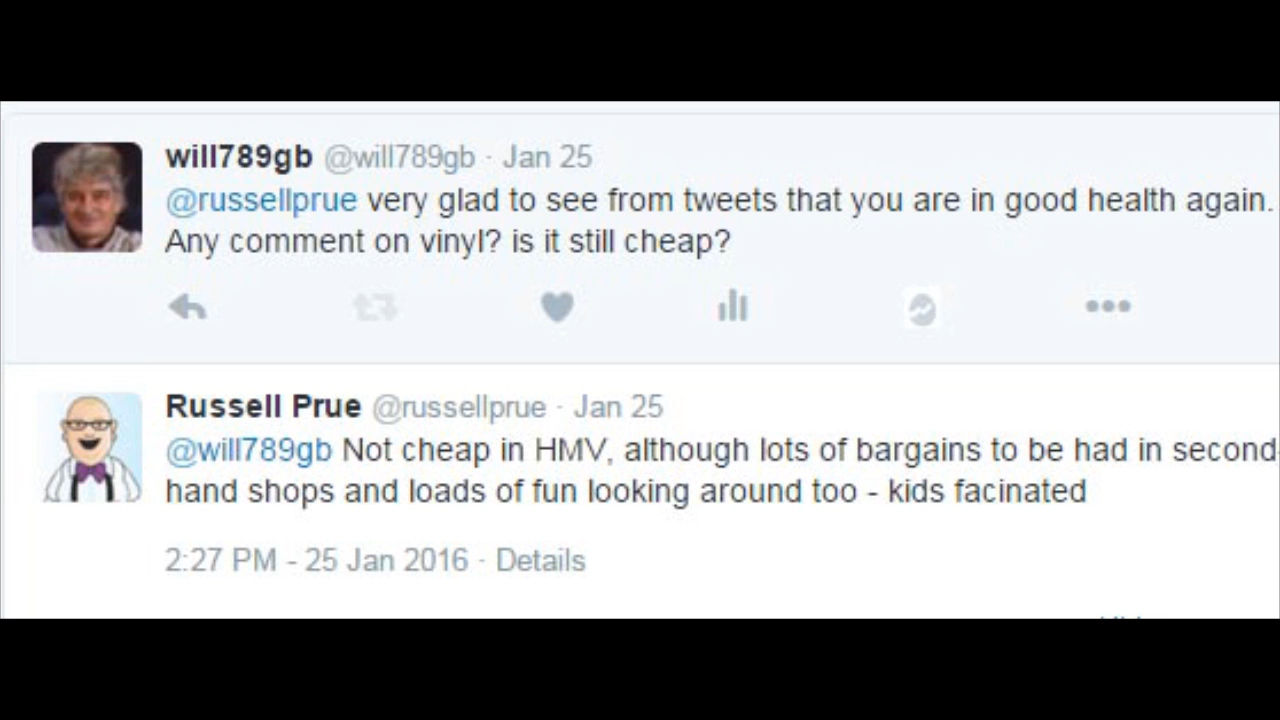 will789gb @will789gb · Jan 25
@russellprue very glad to see from tweets that you are in good health again.
Any comment on vinyl? is it still cheap?
Russell Prue @russellprue · Jan 25
@will789gb Not cheap in HMV, although lots of bargains to be had in second-
hand shops and loads of fun looking around too - kids facinated
2:27 PM - 25 Jan 2016 · Details